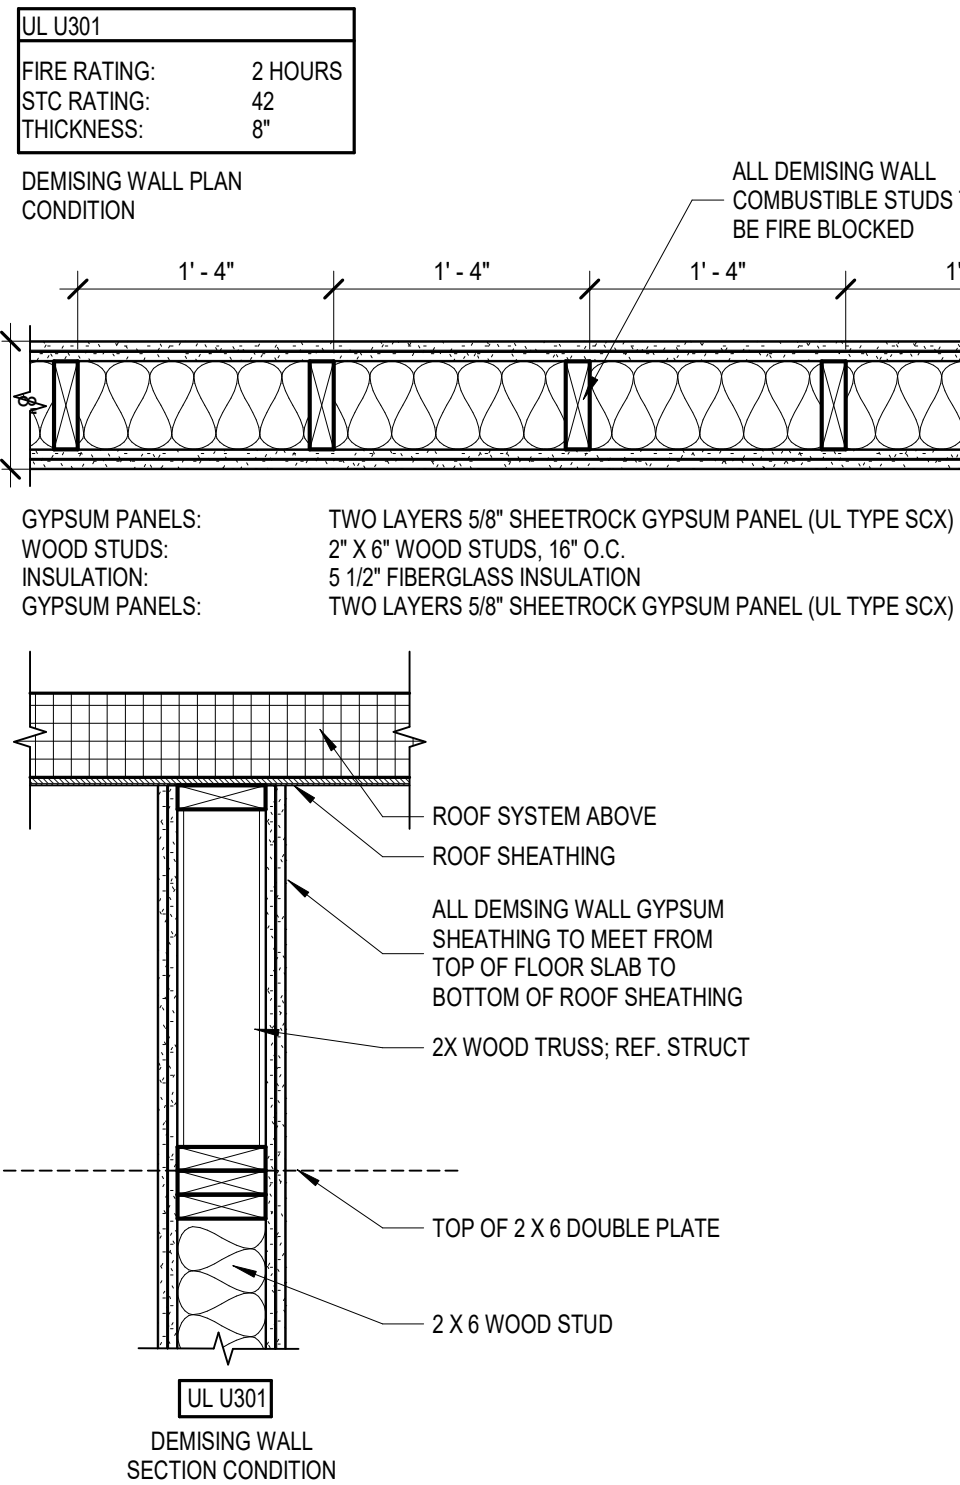 UL U301
FIRE RATING: 2 HOURS
STC RATING: 42
THICKNESS: 8"
DEMISING WALL PLAN
CONDITION
ALL DEMISING WALL
COMBUSTIBLE STUDS
BE FIRE BLOCKED
1' - 4" 1' - 4" 1' - 4" 1'
8"
GYPSUM PANELS: TWO LAYERS 5/8" SHEETROCK GYPSUM PANEL (UL TYPE SCX)
WOOD STUDS: 2" X 6" WOOD STUDS, 16" O.C.
INSULATION: 5 1/2" FIBERGLASS INSULATION
GYPSUM PANELS: TWO LAYERS 5/8" SHEETROCK GYPSUM PANEL (UL TYPE SCX)
ROOF SYSTEM ABOVE
ROOF SHEATHING
ALL DEMSING WALL GYPSUM
SHEATHING TO MEET FROM
TOP OF FLOOR SLAB TO
BOTTOM OF ROOF SHEATHING
2X WOOD TRUSS; REF. STRUCT
TOP OF 2 X 6 DOUBLE PLATE
2 X 6 WOOD STUD
UL U301
DEMISING WALL
SECTION CONDITION